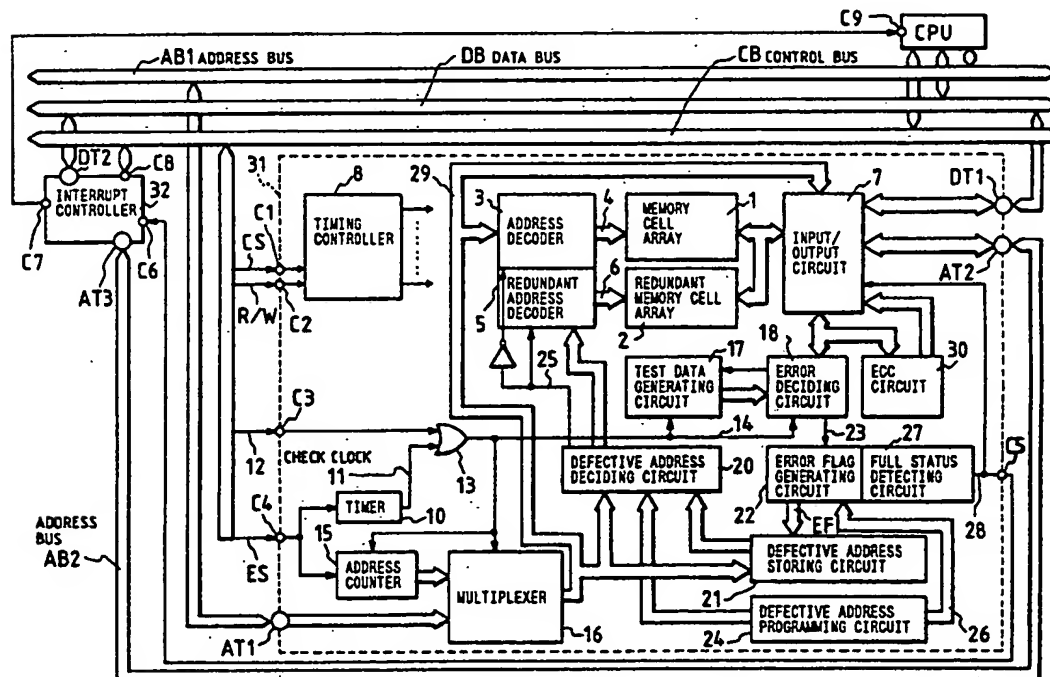 C9
CPU
AB1 ADDRESS BUS
DB DATA BUS
CB CONTROL BUS
DT2
C8
32
INTERRUPT
CONTROLLER
C7
C6
AT3
31
8
TIMING
CONTROLLER
C1
CS
R/W
C2
29
3
ADDRESS
DECODER
4
MEMORY
CELL
ARRAY
1
7
INPUT/
OUTPUT
CIRCUIT
DT1
AT2
5
REDUNDANT
ADDRESS
DECODER
6
REDUNDANT
MEMORY CELL
ARRAY
2
25
17
TEST DATA
GENERATING
CIRCUIT
18
ERROR
DECIDING
CIRCUIT
30
ECC
CIRCUIT
C3
12
CHECK CLOCK
11
13
14
23
27
C5
DEFECTIVE ADDRESS
DECIDING CIRCUIT
20
22
ERROR FLAG
GENERATING
CIRCUIT
FULL STATUS
DETECTING
CIRCUIT
28
C4
TIMER
10
ES
15
ADDRESS
COUNTER
MULTIPLEXER
16
EF
DEFECTIVE ADDRESS
STORING CIRCUIT
21
DEFECTIVE ADDRESS
PROGRAMMING CIRCUIT
24
26
ADDRESS
BUS
AB2
AT1